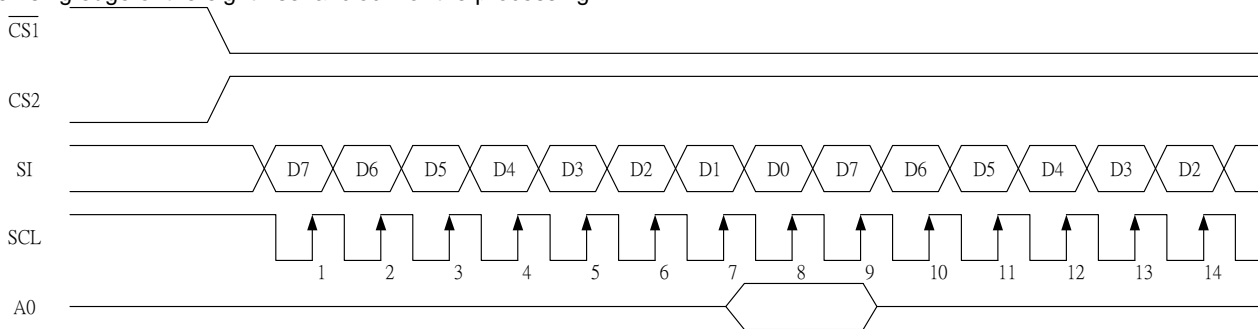 CS1
CS2
SI D7 D6 D5 D4 D3 D2 D1 D0 D7 D6 D5 D4 D3 D2
SCL
1 2 3 4 5 6 7 8 9 10 11 12 13 14
A0